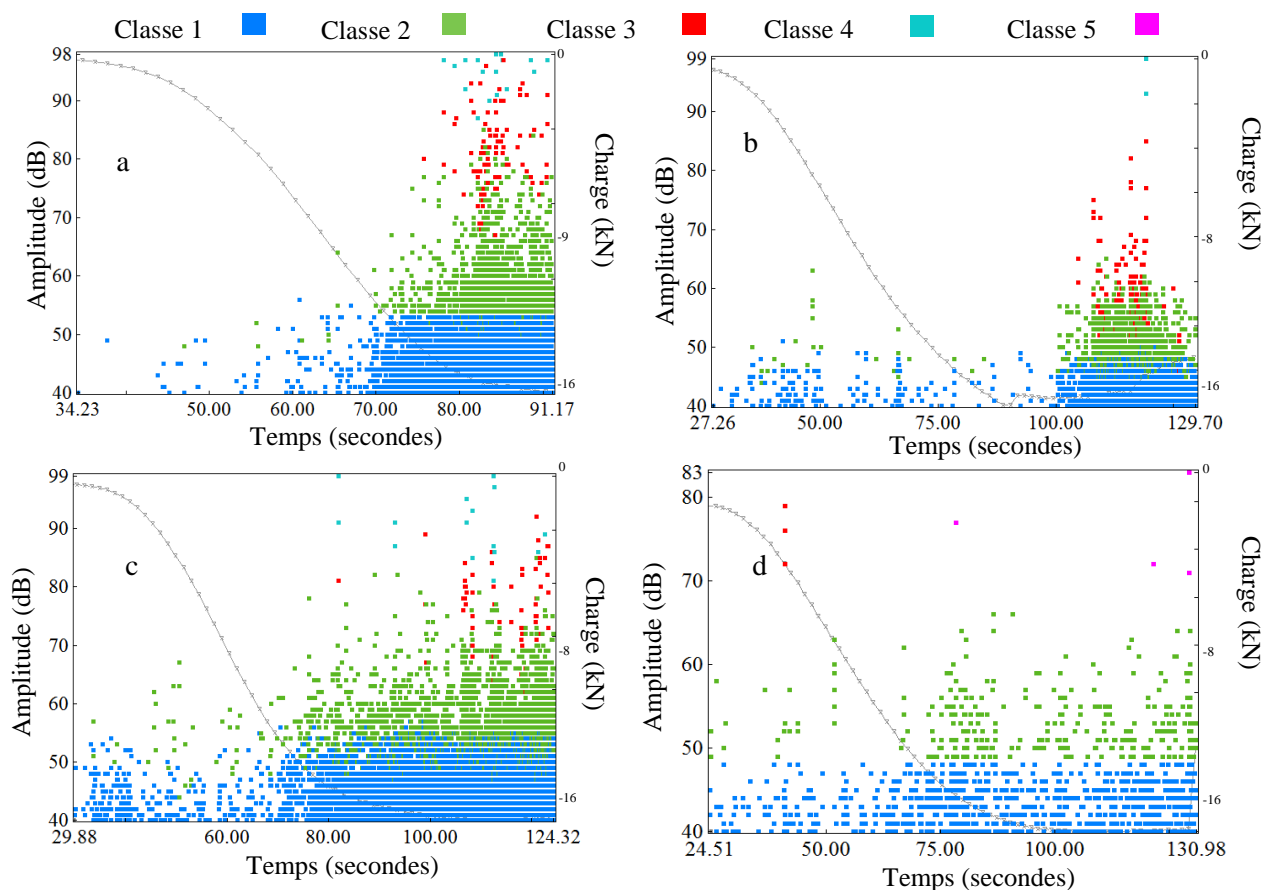 Classe 1 Classe 2 Classe 3 Classe 4 Classe 5
98
90
80
70
60
50
40
Amplitude (dB)
a
0
-9
-16
Charge (kN)
34.23 50.00 60.00 70.00 80.00 91.17
Temps (secondes)
99
90
80
70
60
50
40
Amplitude (dB)
b
0
-8
-16
Charge (kN)
27.26 50.00 75.00 100.00 129.70
Temps (secondes)
99
90
80
70
60
50
40
Amplitude (dB)
c
0
-8
-16
Charge (kN)
29.88 60.00 80.00 100.00 124.32
Temps (secondes)
83
80
70
60
50
40
Amplitude (dB)
d
0
-8
-16
Charge (kN)
24.51 50.00 75.00 100.00 130.98
Temps (secondes)